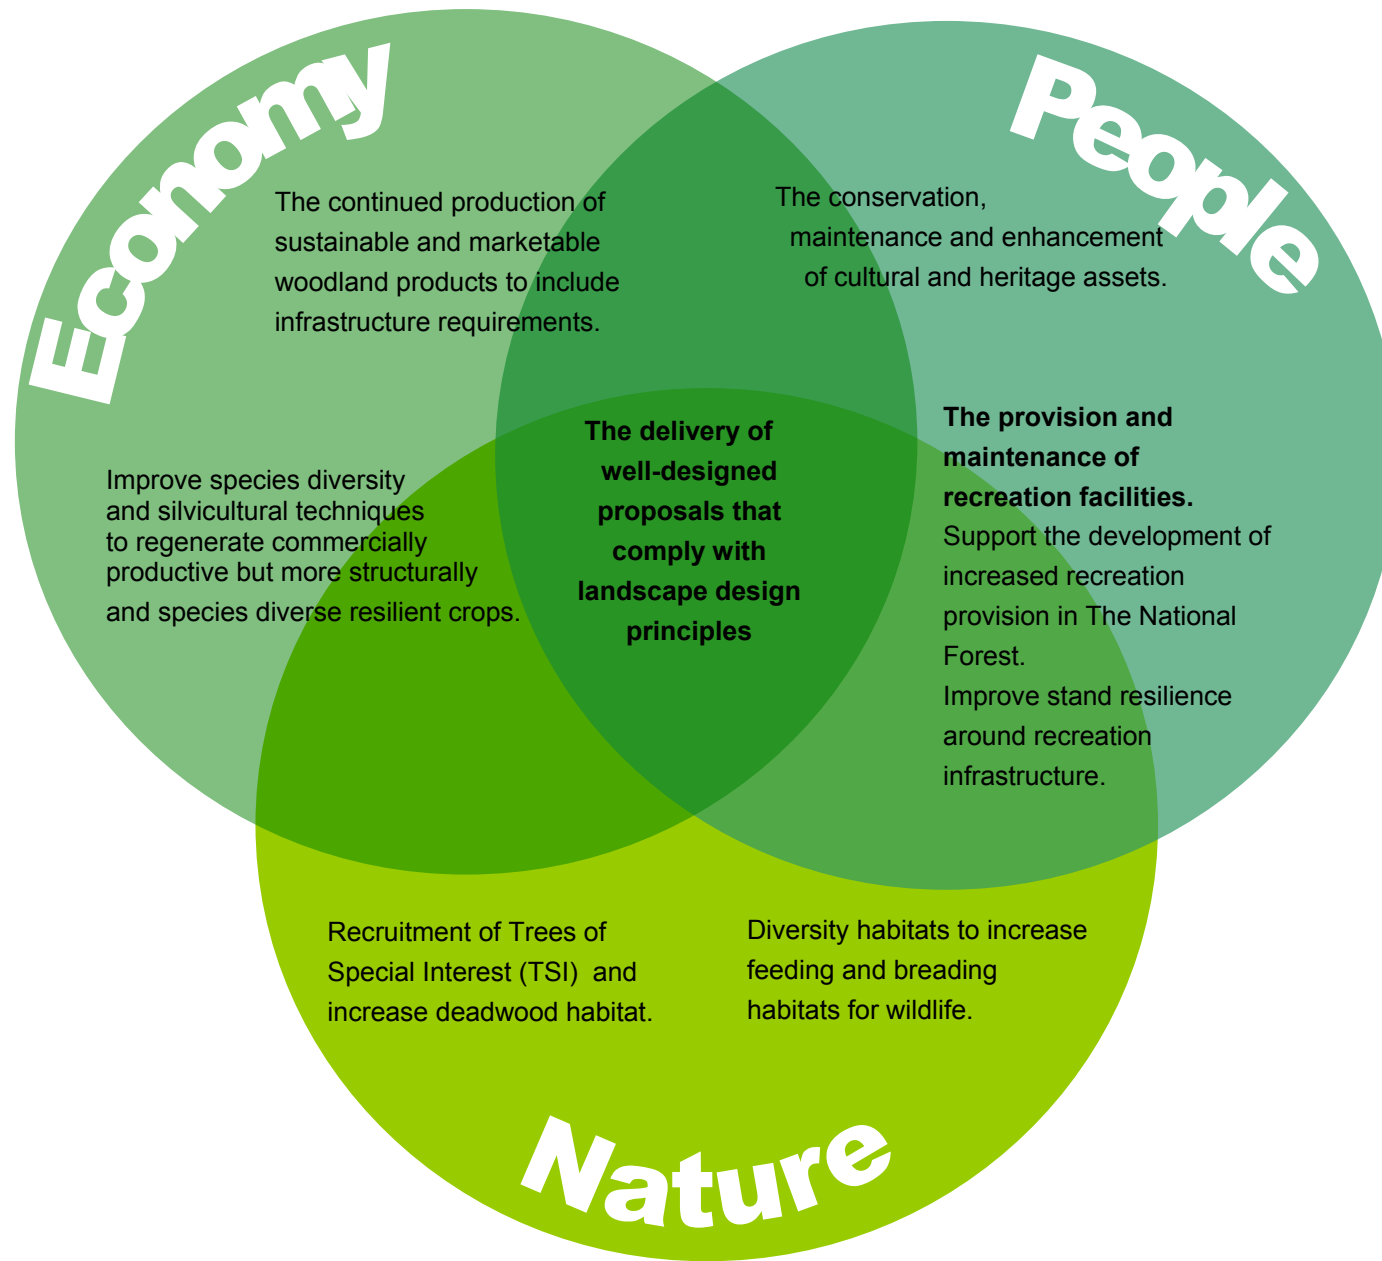 Economy
The continued production of
sustainable and marketable
woodland products to include
infrastructure requirements.
Improve species diversity
and silvicultural techniques
to regenerate commercially
productive but more structurally
and species diverse resilient crops.
People
The conservation,
maintenance and enhancement
of cultural and heritage assets.
The provision and
maintenance of
recreation facilities.
Support the development of
increased recreation
provision in The National
Forest.
Improve stand resilience
around recreation
infrastructure.
The delivery of
well-designed
proposals that
comply with
landscape design
principles
Recruitment of Trees of
Special Interest (TSI) and
increase deadwood habitat.
Diversity habitats to increase
feeding and breading
habitats for wildlife.
Nature